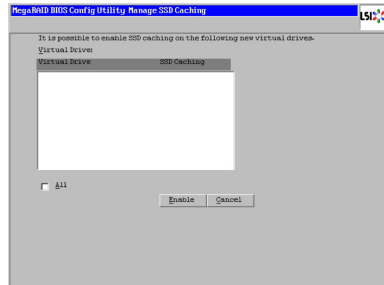 MegaRAID BIOS Config Utility Manage SSD Caching
LSI
It is possible to enable SSD caching on the following new virtual drives.
Virtual Drive:
Virtual Drive SSD Caching
All
Enable Cancel